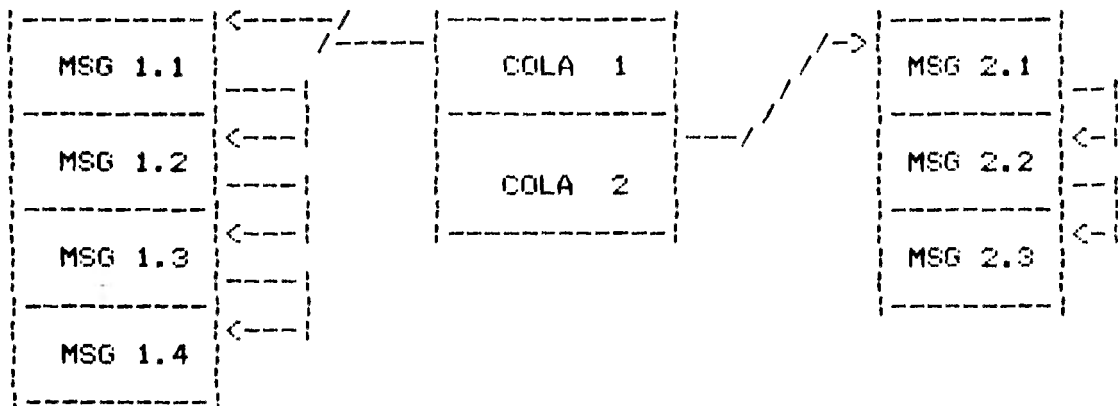 MSG 1.1
MSG 1.2
MSG 1.3
MSG 1.4
COLA 1
COLA 2
MSG 2.1
MSG 2.2
MSG 2.3